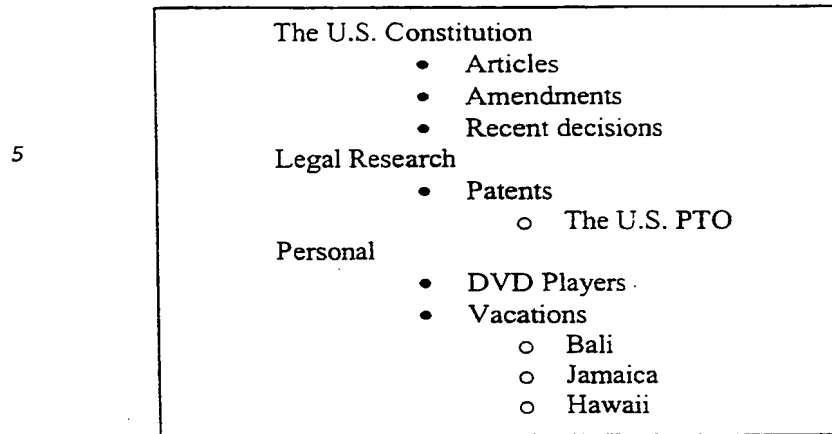 The U.S. Constitution
• Articles
• Amendments
• Recent decisions
5
Legal Research
• Patents
o The U.S. PTO
Personal
• DVD Players
• Vacations
o Bali
o Jamaica
o Hawaii